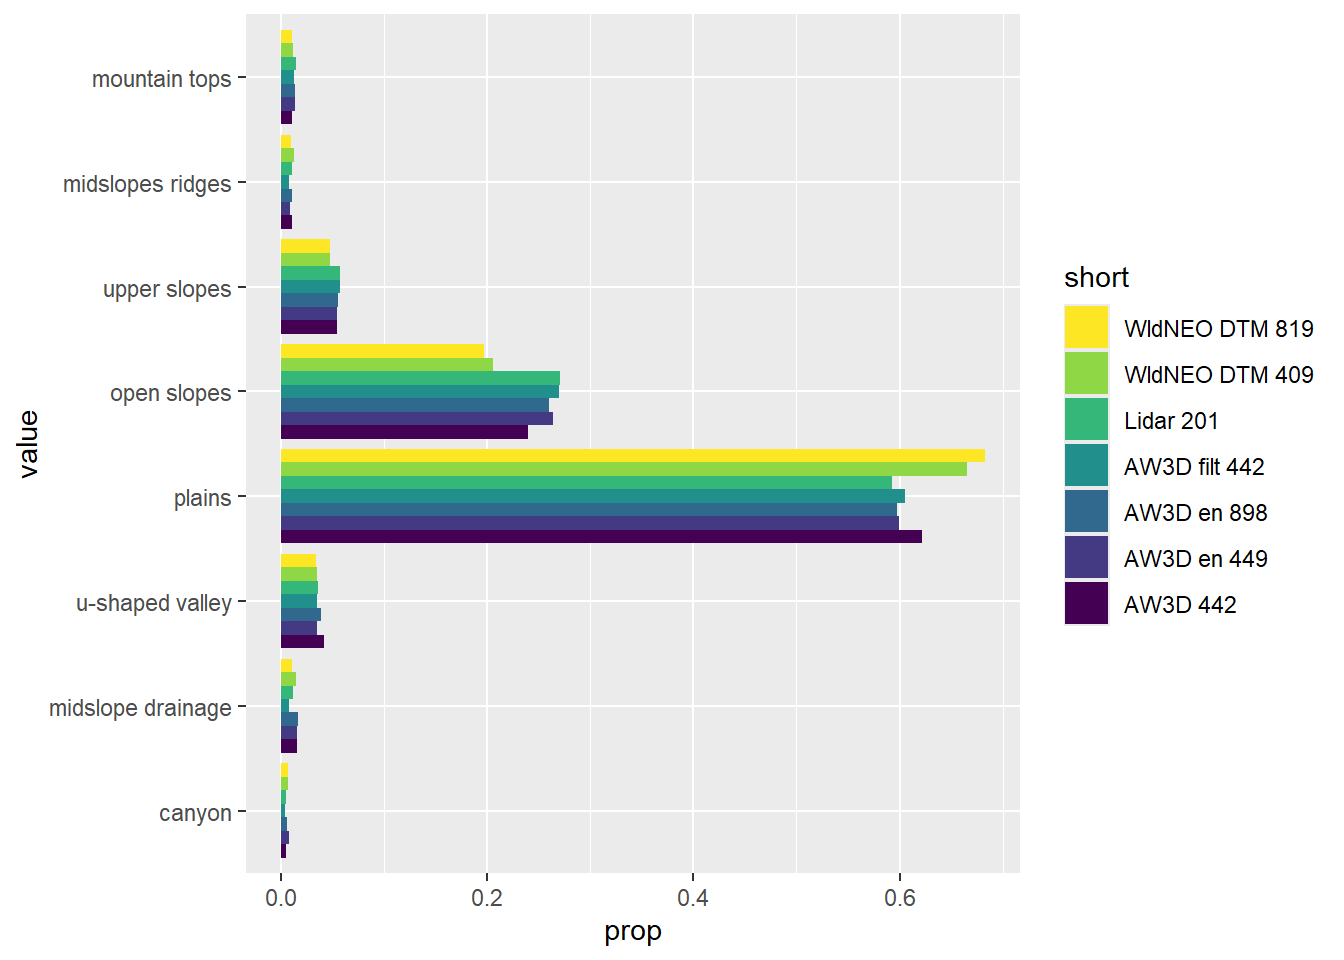 mountain tops
midslopes ridges
upper slopes
open slopes
plains
u-shaped valley
midslope drainage
canyon
value
0.0 0.2 0.4 0.6
prop
short
WldNEO DTM 819
WldNEO DTM 409
Lidar 201
AW3D filt 442
AW3D en 898
AW3D en 449
AW3D 442